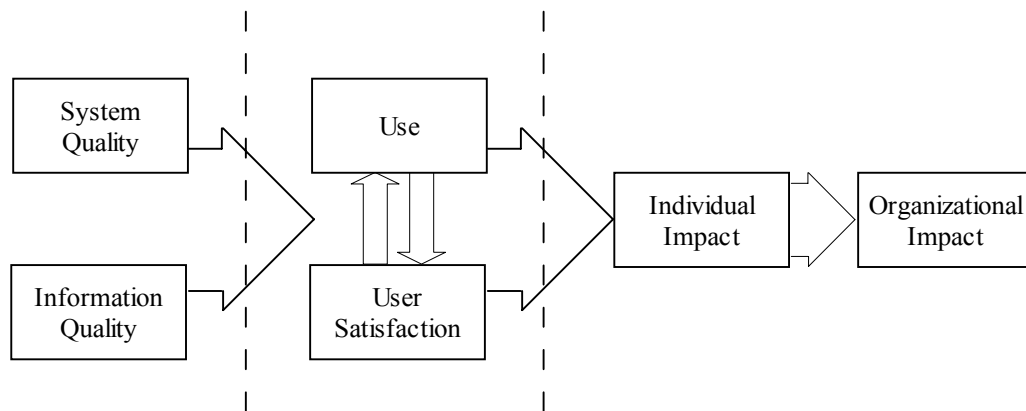 System
Quality
Use
Information
Quality
User
Satisfaction
Individual
Impact
Organizational
Impact